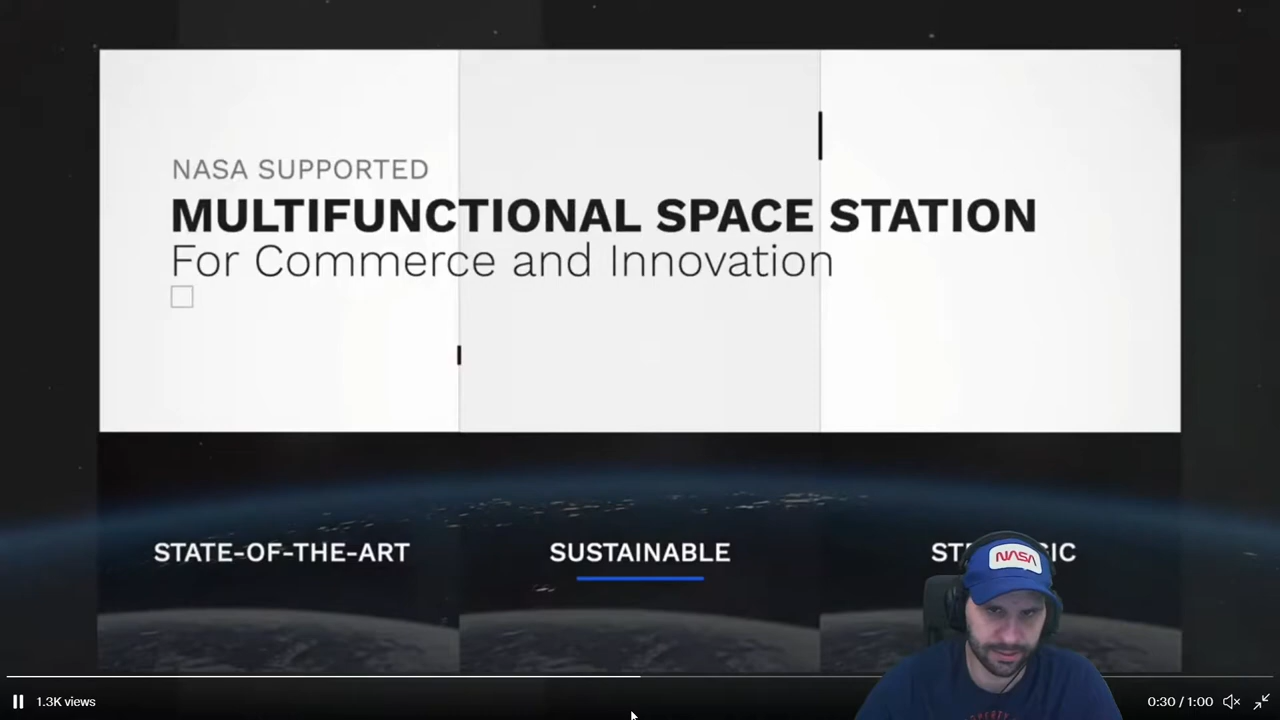 NASA SUPPORTED
MULTIFUNCTIONAL SPACE STATION
For Commerce and Innovation
STATE-OF-THE-ART
SUSTAINABLE
NASA
1.3K views
0:30 / 1:00